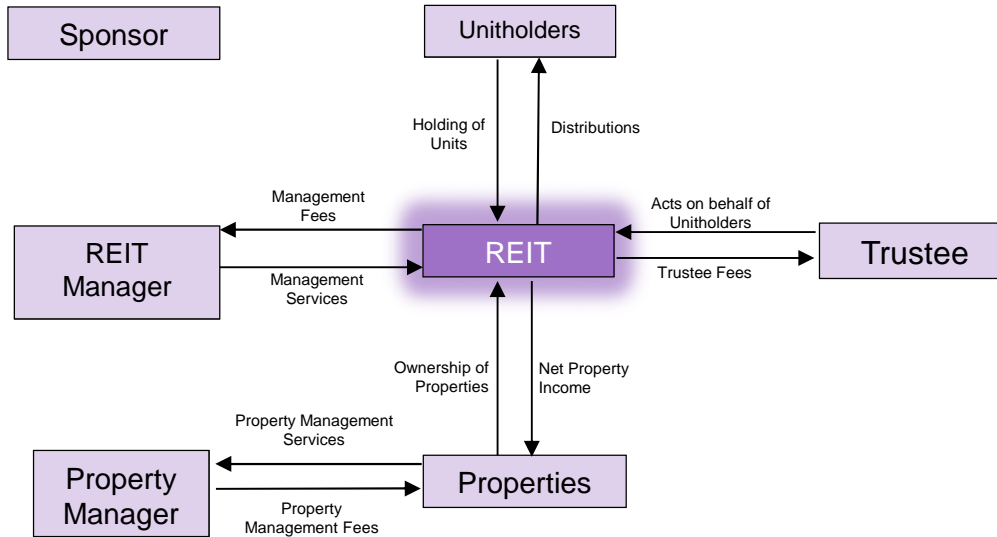 Sponsor
Unitholders
Holding of
Units
Distributions
Management
Fees
Acts on behalf of
Unitholders
REIT
Manager
REIT
Trustee
Management
Services
Trustee Fees
Ownership of
Properties
Net Property
Income
Property Management
Services
Property
Manager
Properties
Property
Management Fees